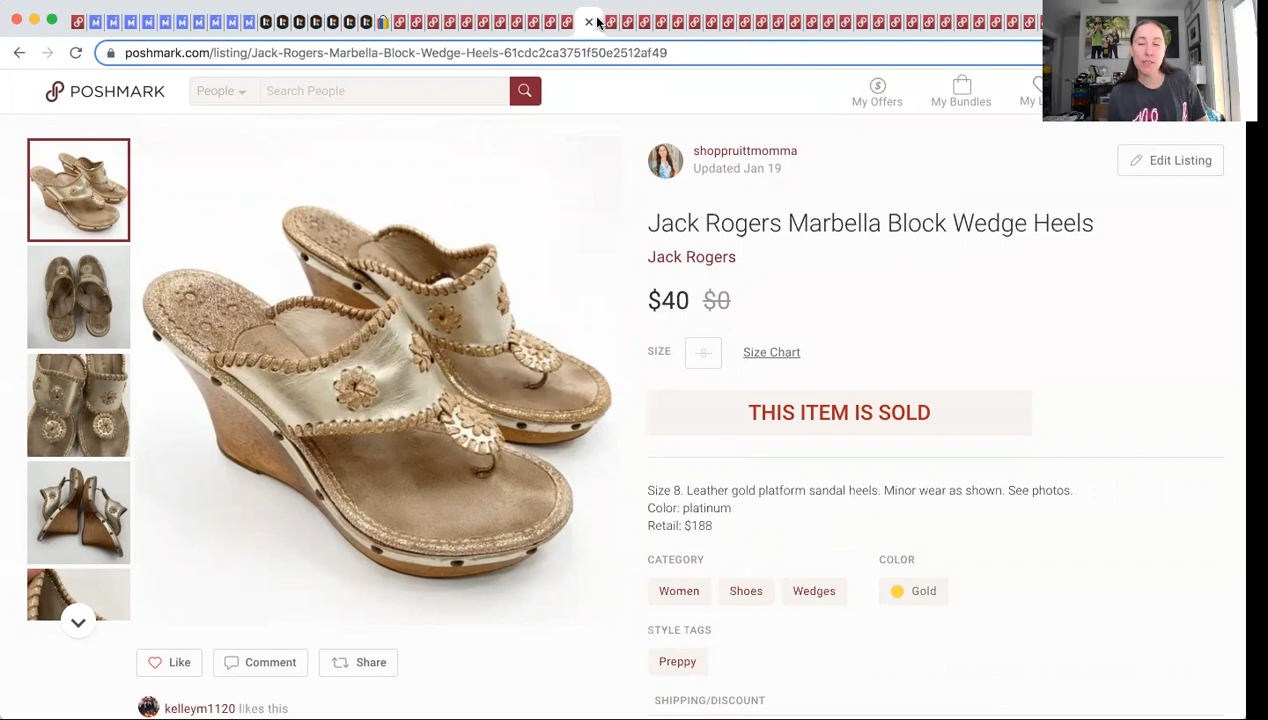 poshmark.com/listing/Jack-Rogers-Marbella-Block-Wedge-Heels-61cdc2ca3751f50e2512af49
POSHMARK
People
Search People
My Offers
My Bundles
shoppruittmomma
Updated Jan 19
Edit Listing
Jack Rogers Marbella Block Wedge Heels
Jack Rogers
$40 $0
SIZE
8
Size Chart
THIS ITEM IS SOLD
Size 8. Leather gold platform sandal heels. Minor wear as shown. See photos.
Color: platinum
Retail: $188
CATEGORY
COLOR
Women
Shoes
Wedges
Gold
STYLE TAGS
Preppy
Like
Comment
Share
SHIPPING/DISCOUNT
kelleym1120 likes this